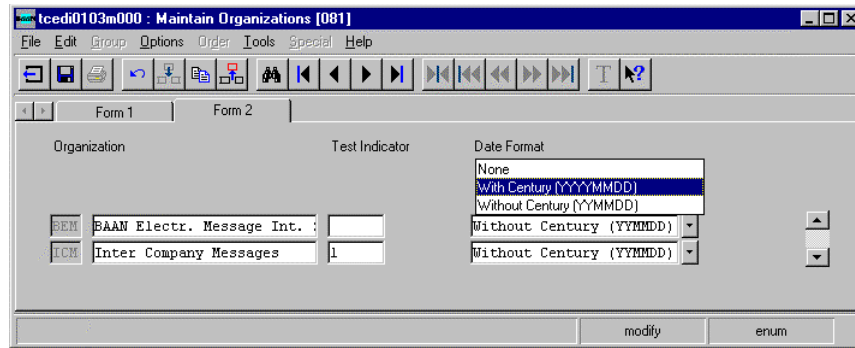 BAAN tcedi0103m000 : Maintain Organizations [081]
File Edit Group Options Order Tools Special Help
T ?
Form 1 Form 2
Organization Test Indicator Date Format
None
With Century (YYYYMMDD)
Without Century (YYMMDD)
BEM BAAN Electr. Message Int. Without Century (YYMMDD)
ICM Inter Company Messages 1 Without Century (YYMMDD)
modify enum